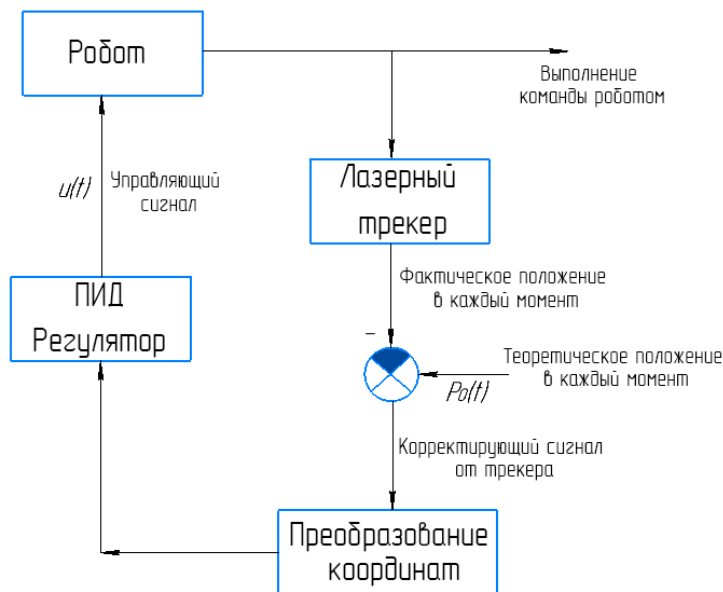 Робот
Выполнение
команды роботом
Лазерный
трекер
u(t)
Управляющий
сигнал
Фактическое положение
в каждый момент
ПИД
Регулятор
–
Теоретическое положение
в каждый момент
Po(t)
Корректирующий сигнал
от трекера
Преобразование
координат